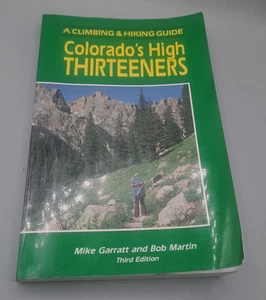 A CLIMBING & HIKING GUIDE
Colorado's High
THIRTEENERS
Mike Garratt and Bob Martin
Third Edition